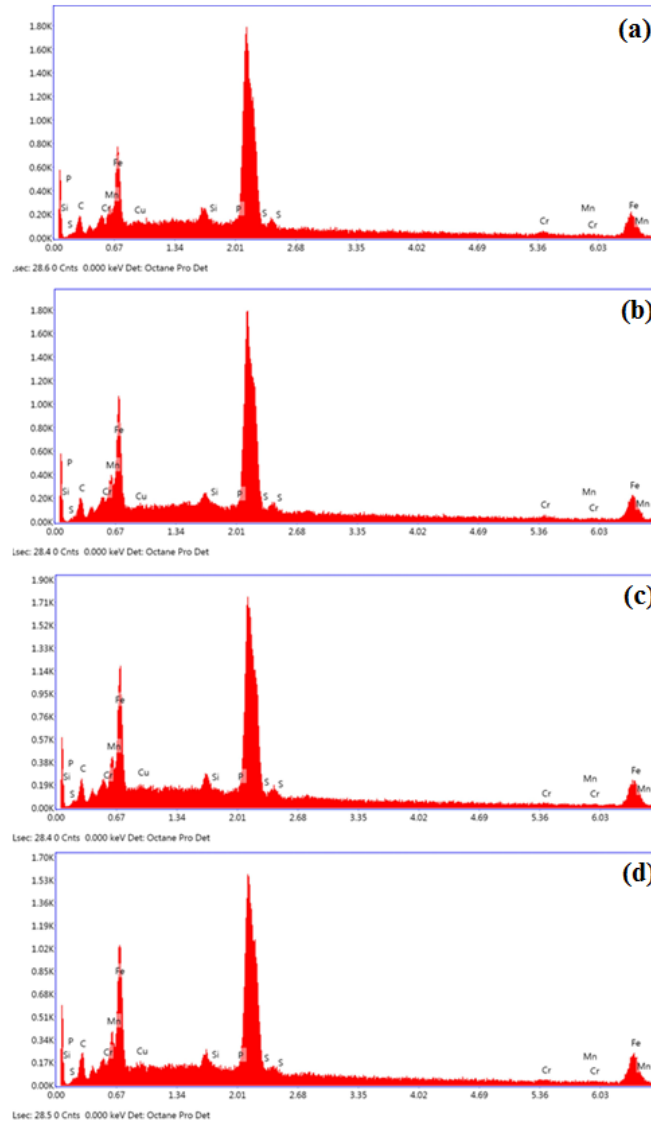 (a)
1.80K
1.60K
1.40K
1.20K
1.00K
0.80K
0.60K
0.40K
0.20K
0.00K
P
Si
S
C
Cr
Mn
Fe
Cu
Si
P
S
S
Cr
Mn
Cr
Fe
Mn
0.00 0.67 1.34 2.01 2.68 3.35 4.02 4.69 5.36 6.03
.sec: 28.6 0 Cnts 0.000 keV Det: Octane Pro Det
(b)
1.80K
1.60K
1.40K
1.20K
1.00K
0.80K
0.60K
0.40K
0.20K
0.00K
P
Si
S
C
Cr
Mn
Fe
Cu
Si
P
S
S
Cr
Mn
Cr
Fe
Mn
0.00 0.67 1.34 2.01 2.68 3.35 4.02 4.69 5.36 6.03
Lsec: 28.4 0 Cnts 0.000 keV Det: Octane Pro Det
(c)
1.90K
1.71K
1.52K
1.33K
1.14K
0.95K
0.76K
0.57K
0.38K
0.19K
0.00K
P
Si
S
C
Cr
Mn
Fe
Cu
Si
P
S
S
Cr
Mn
Cr
Fe
Mn
0.00 0.67 1.34 2.01 2.68 3.35 4.02 4.69 5.36 6.03
Lsec: 28.4 0 Cnts 0.000 keV Det: Octane Pro Det
(d)
1.70K
1.53K
1.36K
1.19K
1.02K
0.85K
0.68K
0.51K
0.34K
0.17K
0.00K
P
Si
S
C
Cr
Mn
Fe
Cu
Si
P
S
S
Cr
Mn
Cr
Fe
Mn
0.00 0.67 1.34 2.01 2.68 3.35 4.02 4.69 5.36 6.03
Lsec: 28.5 0 Cnts 0.000 keV Det: Octane Pro Det